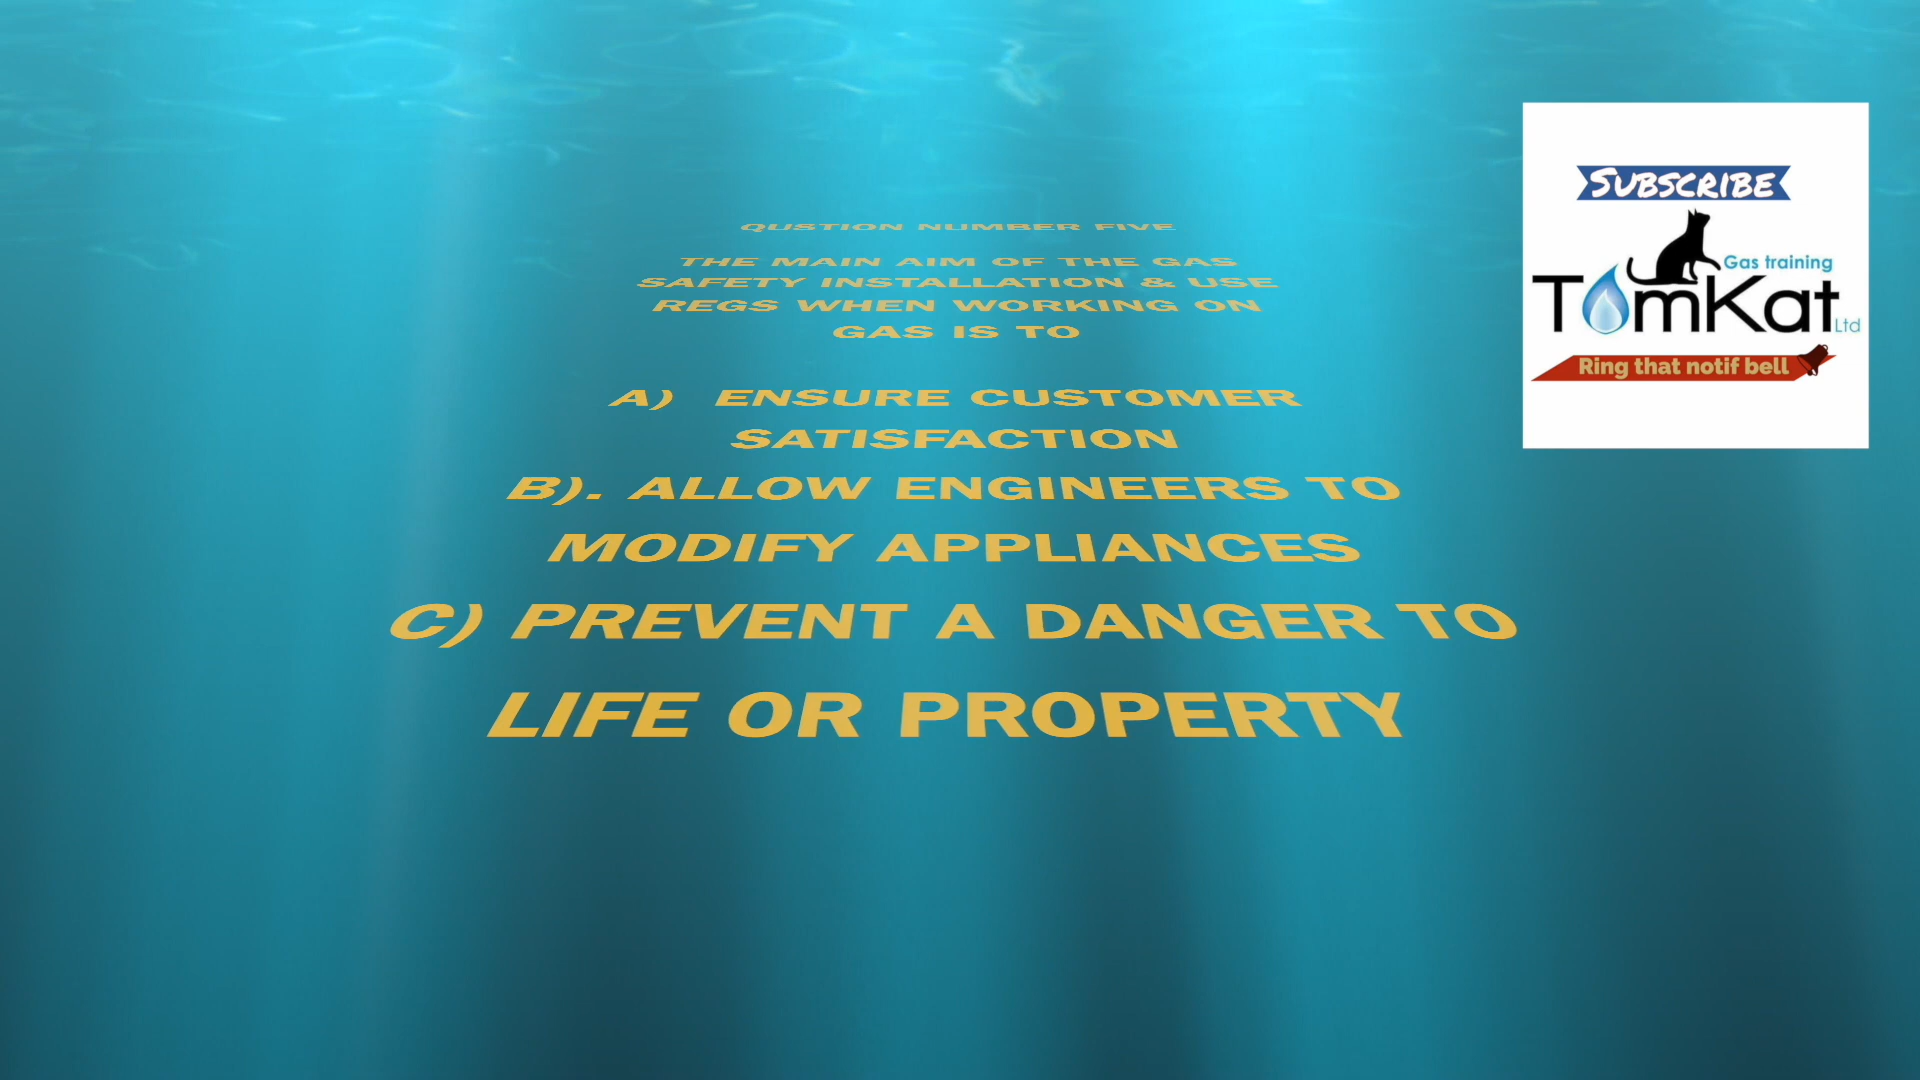 QUSTION NUMBER FIVE
THE MAIN AIM OF THE GAS
SAFETY INSTALLATION & USE
REGS WHEN WORKING ON
GAS IS TO
A) ENSURE CUSTOMER
SATISFACTION
B). ALLOW ENGINEERS TO
MODIFY APPLIANCES
C) PREVENT A DANGER TO
LIFE OR PROPERTY
SUBSCRIBE
Gas training
TomKat
Ltd
Ring that notif bell